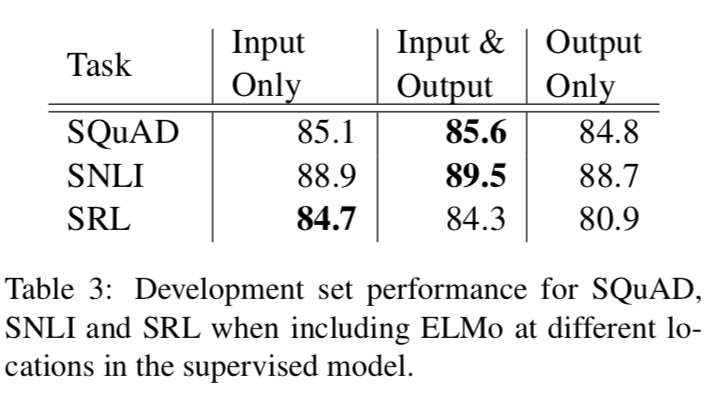 Task Input Only Input & Output Output Only
SQuAD 85.1 85.6 84.8
SNLI 88.9 89.5 88.7
SRL 84.7 84.3 80.9
Table 3: Development set performance for SQuAD,
SNLI and SRL when including ELMo at different lo-
cations in the supervised model.